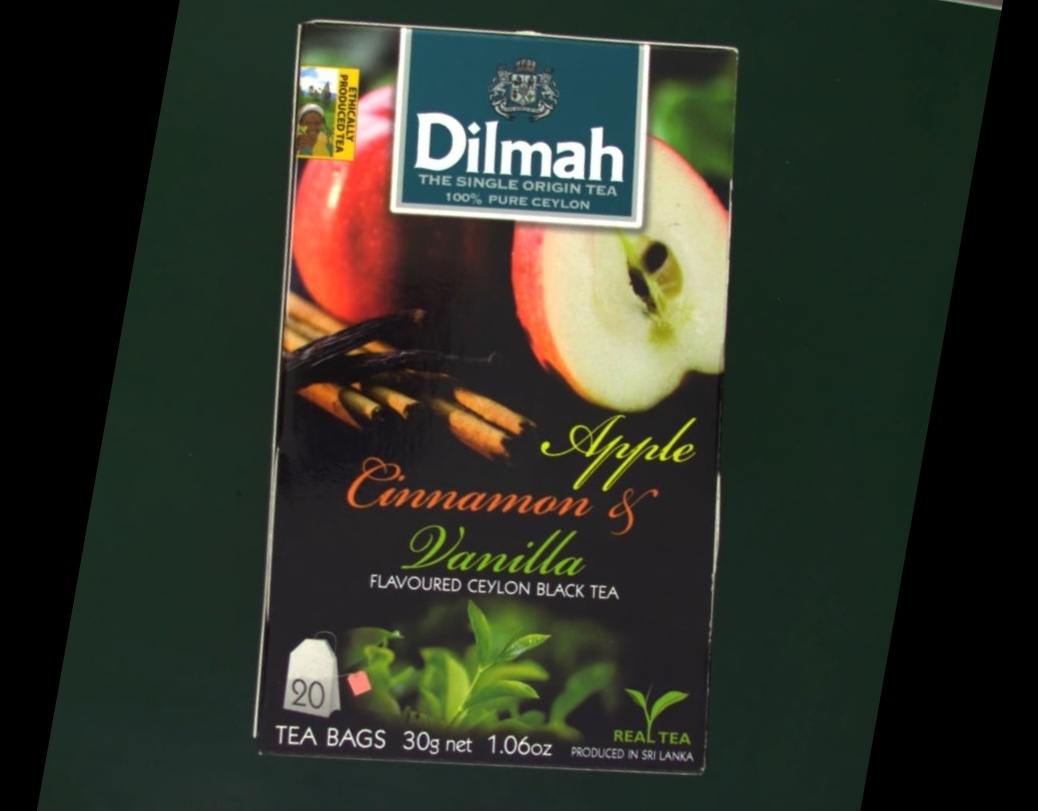 ETHICALLY
PRODUCED TEA
Dilmah
THE SINGLE ORIGIN TEA
100% PURE CEYLON
Apple
Cinnamon &
Vanilla
FLAVOURED CEYLON BLACK TEA
20
TEA BAGS 30g net 1.06oz
REAL TEA
PRODUCED IN SRI LANKA